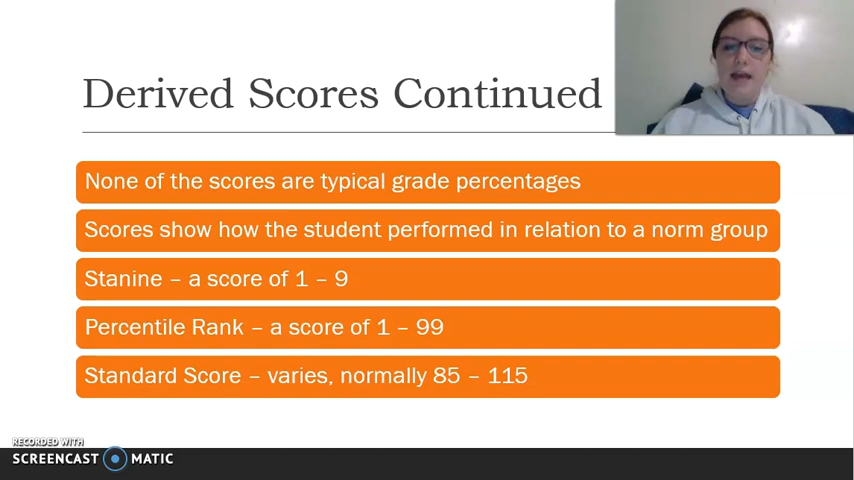 Derived Scores Continued
None of the scores are typical grade percentages
Scores show how the student performed in relation to a norm group
Stanine – a score of 1 – 9
Percentile Rank – a score of 1 – 99
Standard Score – varies, normally 85 – 115
RECORDED WITH
SCREENCAST MATIC